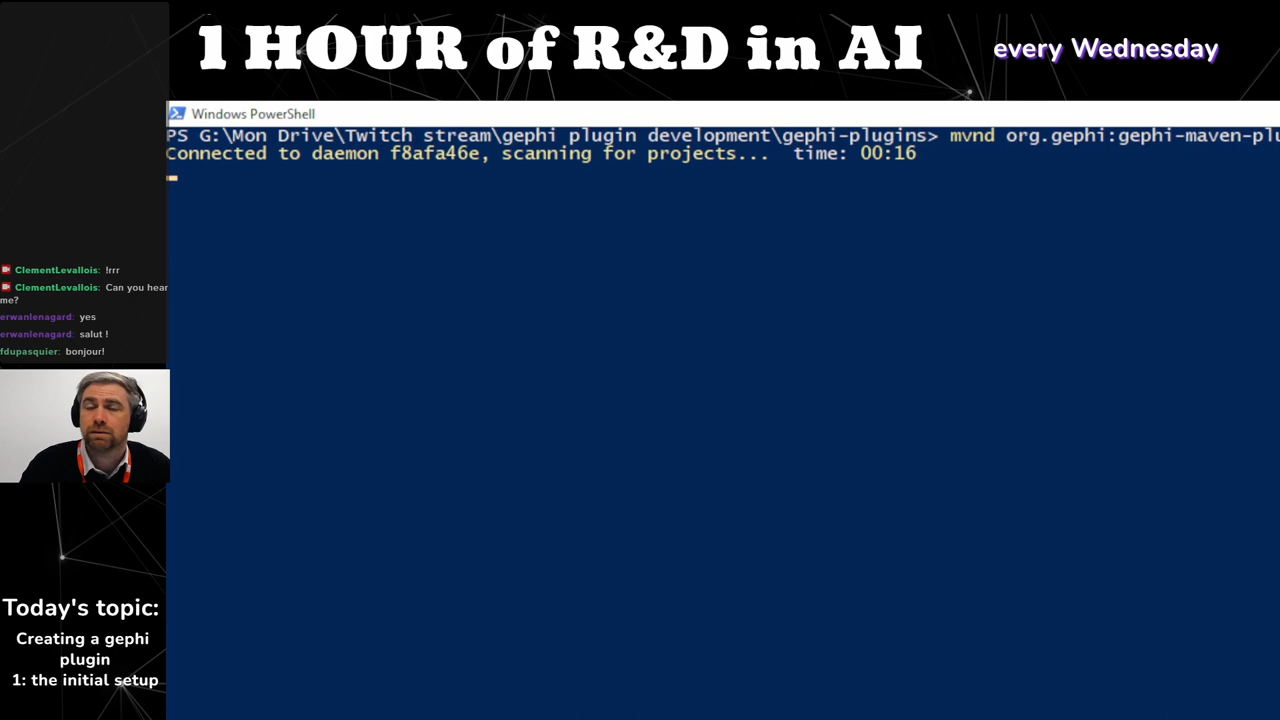 1 HOUR of R&D in AI
every Wednesday
Windows PowerShell
PS G:\Mon Drive\Twitch stream\gephi plugin development\gephi-plugins> mvnd org.gephi:gephi-maven-plu
Connected to daemon f8afa46e, scanning for projects... time: 00:16
ClementLevallois: !rrr
ClementLevallois: Can you hear
me?
erwanlenagard: yes
erwanlenagard: salut !
fdupasquier: bonjour!
Today's topic:
Creating a gephi
plugin
1: the initial setup